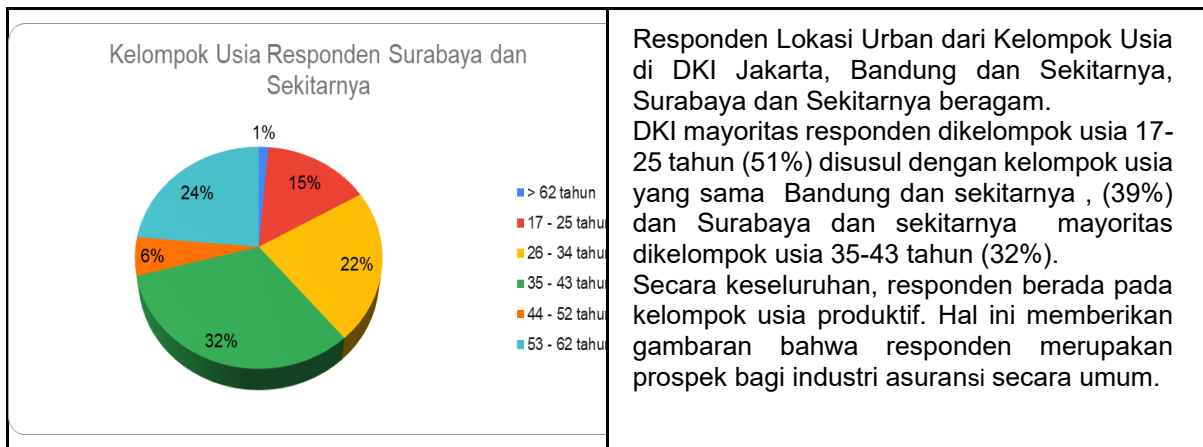 Kelompok Usia Responden Surabaya dan
Sekitarnya
1%
15%
24%
6%
22%
32%
> 62 tahun
17 - 25 tahun
26 - 34 tahun
35 - 43 tahun
44 - 52 tahun
53 - 62 tahun
Responden Lokasi Urban dari Kelompok Usia
di DKI Jakarta, Bandung dan Sekitarnya,
Surabaya dan Sekitarnya beragam.
DKI mayoritas responden dikelompok usia 17-
25 tahun (51%) disusul dengan kelompok usia
yang sama Bandung dan sekitarnya , (39%)
dan Surabaya dan sekitarnya mayoritas
dikelompok usia 35-43 tahun (32%).
Secara keseluruhan, responden berada pada
kelompok usia produktif. Hal ini memberikan
gambaran bahwa responden merupakan
prospek bagi industri asuransi secara umum.